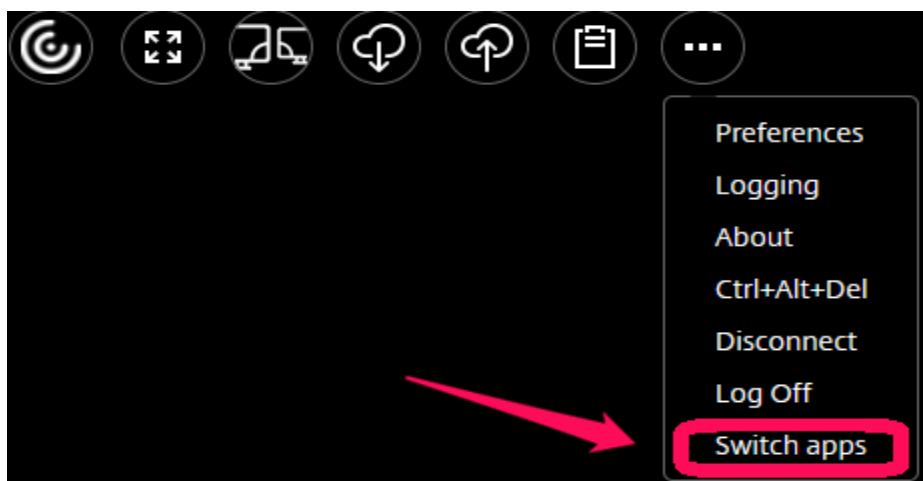 Preferences
Logging
About
Ctrl+Alt+Del
Disconnect
Log Off
Switch apps